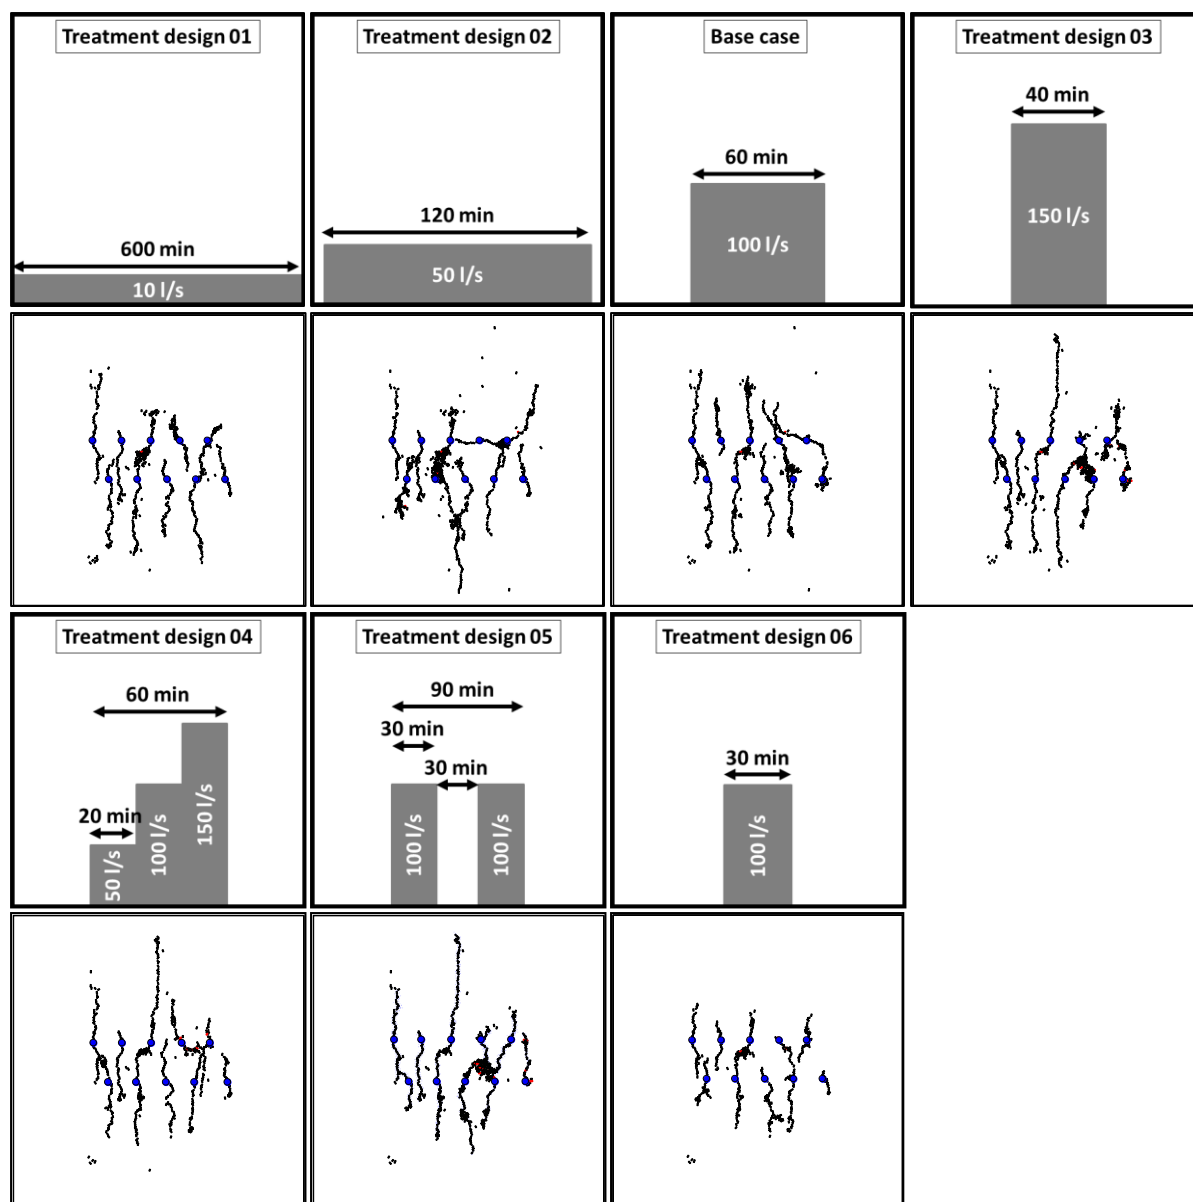 Treatment design 01
Treatment design 02
Base case
Treatment design 03
600 min
10 l/s
120 min
50 l/s
60 min
100 l/s
40 min
150 l/s
Treatment design 04
Treatment design 05
Treatment design 06
60 min
20 min
50 l/s
100 l/s
150 l/s
90 min
30 min
30 min
100 l/s
100 l/s
30 min
100 l/s